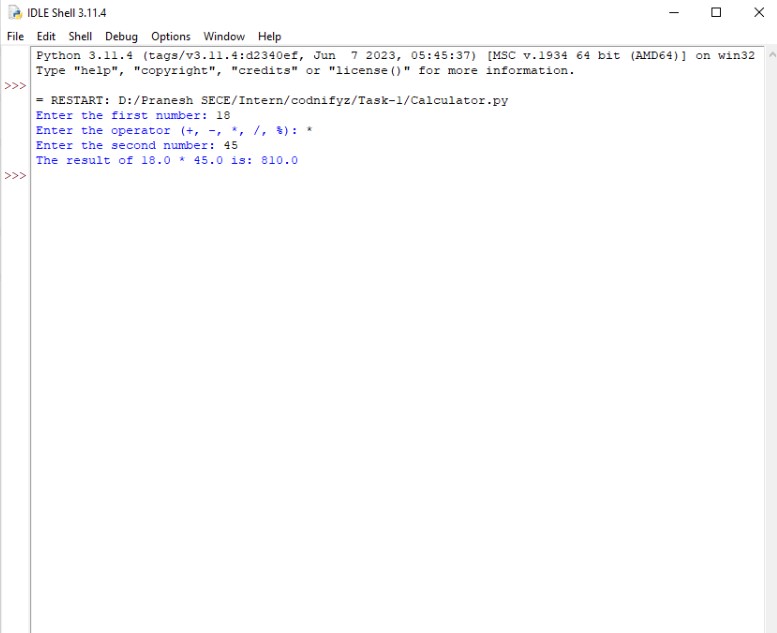 IDLE Shell 3.11.4
File Edit Shell Debug Options Window Help
Python 3.11.4 (tags/v3.11.4:d2340ef, Jun  7 2023, 05:45:37) [MSC v.1934 64 bit (AMD64)] on win32
Type "help", "copyright", "credits" or "license()" for more information.
>>>
= RESTART: D:/Pranesh SECE/Intern/codnifyz/Task-1/Calculator.py
Enter the first number: 18
Enter the operator (+, -, *, /, %): *
Enter the second number: 45
The result of 18.0 * 45.0 is: 810.0
>>>